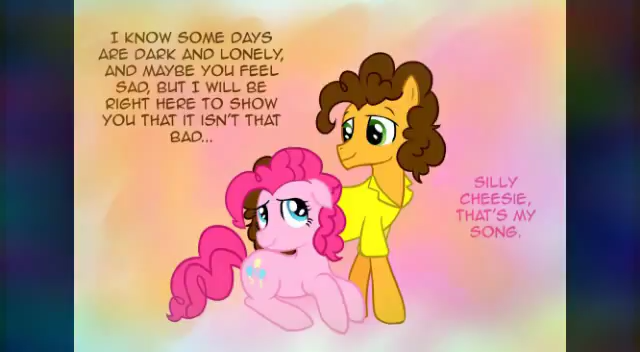 I KNOW SOME DAYS
ARE DARK AND LONELY,
AND MAYBE YOU FEEL
SAD, BUT I WILL BE
RIGHT HERE TO SHOW
YOU THAT IT ISN'T THAT
BAD...
SILLY
CHEESIE,
THAT'S MY
SONG.